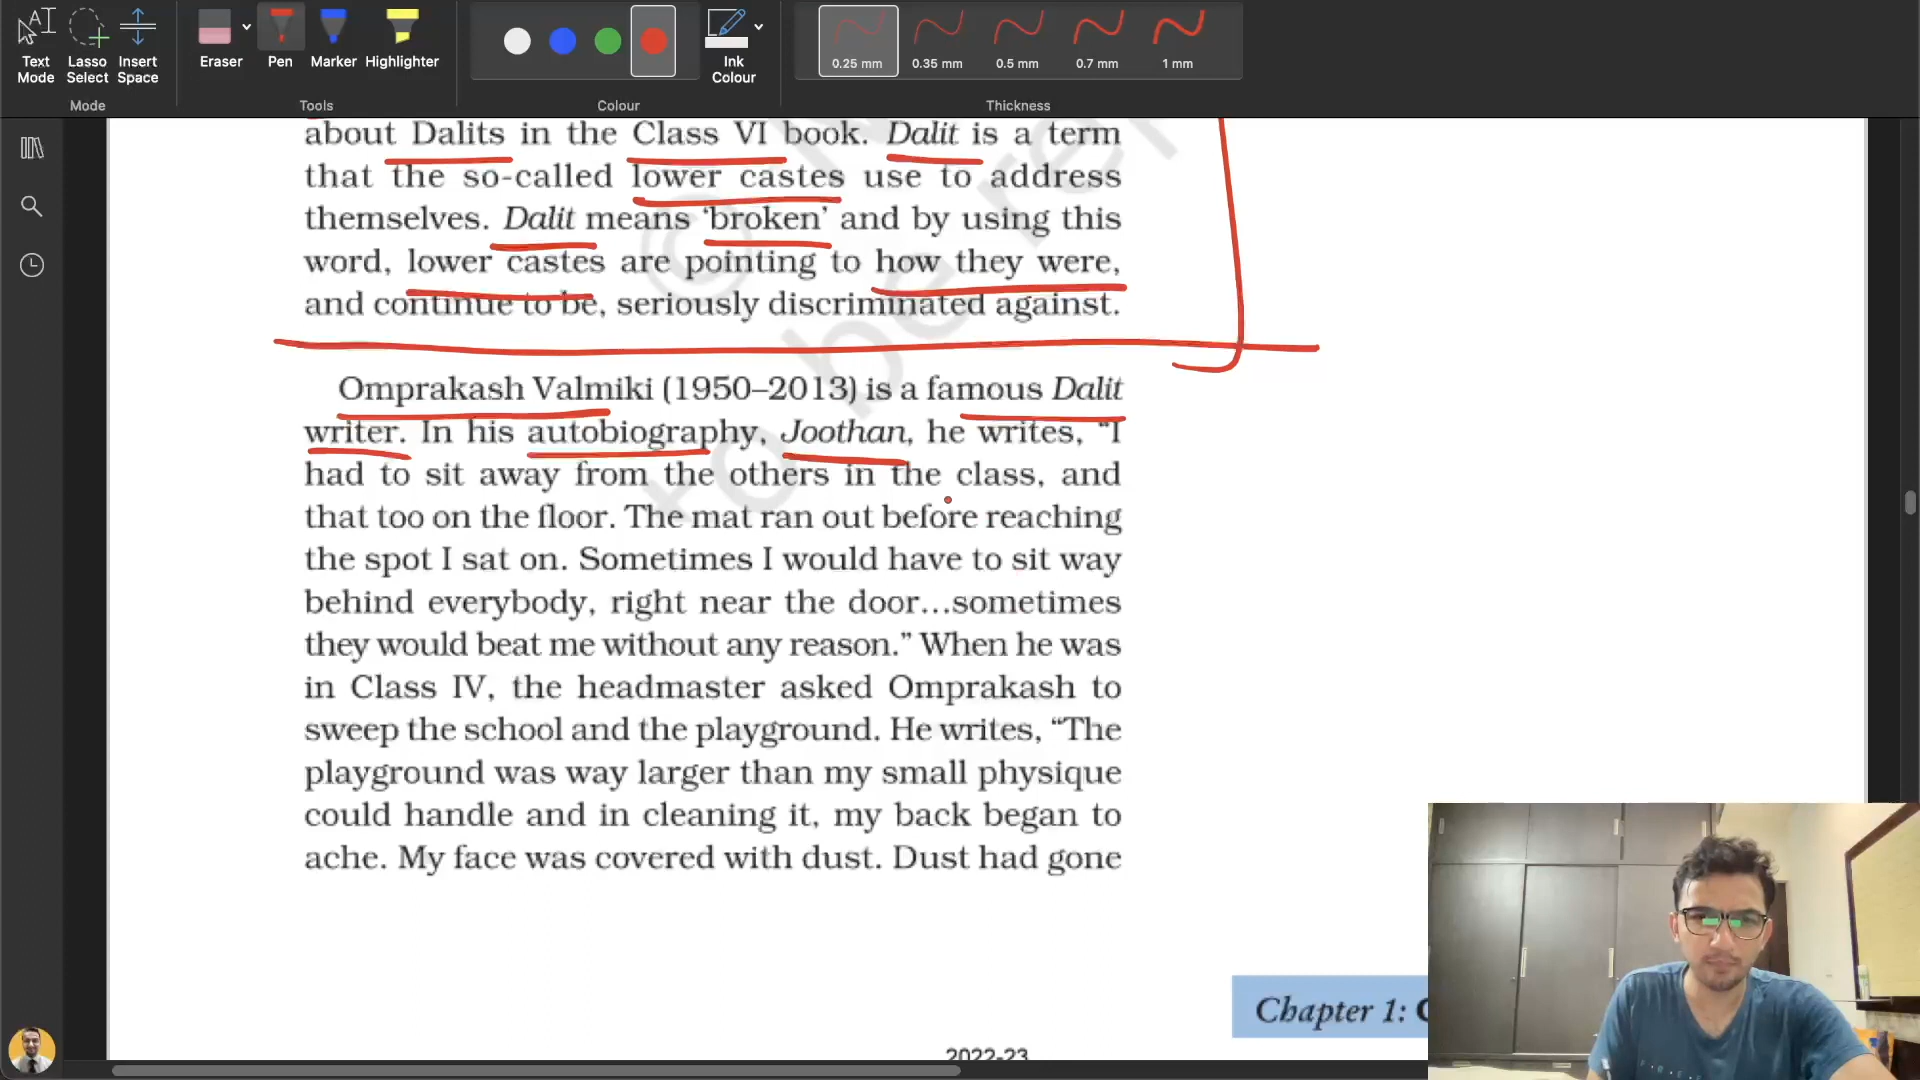 Text Mode
Lasso Select
Insert Space
Mode
Eraser
Pen
Marker
Highlighter
Tools
Colour
Ink Colour
0.25 mm
0.35 mm
0.5 mm
0.7 mm
1 mm
Thickness
about Dalits in the Class VI book. Dalit is a term
that the so-called lower castes use to address
themselves. Dalit means ‘broken’ and by using this
word, lower castes are pointing to how they were,
and continue to be, seriously discriminated against.
Omprakash Valmiki (1950–2013) is a famous Dalit
writer. In his autobiography, Joothan, he writes, “I
had to sit away from the others in the class, and
that too on the floor. The mat ran out before reaching
the spot I sat on. Sometimes I would have to sit way
behind everybody, right near the door…sometimes
they would beat me without any reason.” When he was
in Class IV, the headmaster asked Omprakash to
sweep the school and the playground. He writes, “The
playground was way larger than my small physique
could handle and in cleaning it, my back began to
ache. My face was covered with dust. Dust had gone
Chapter 1:
2022-23
to be rep